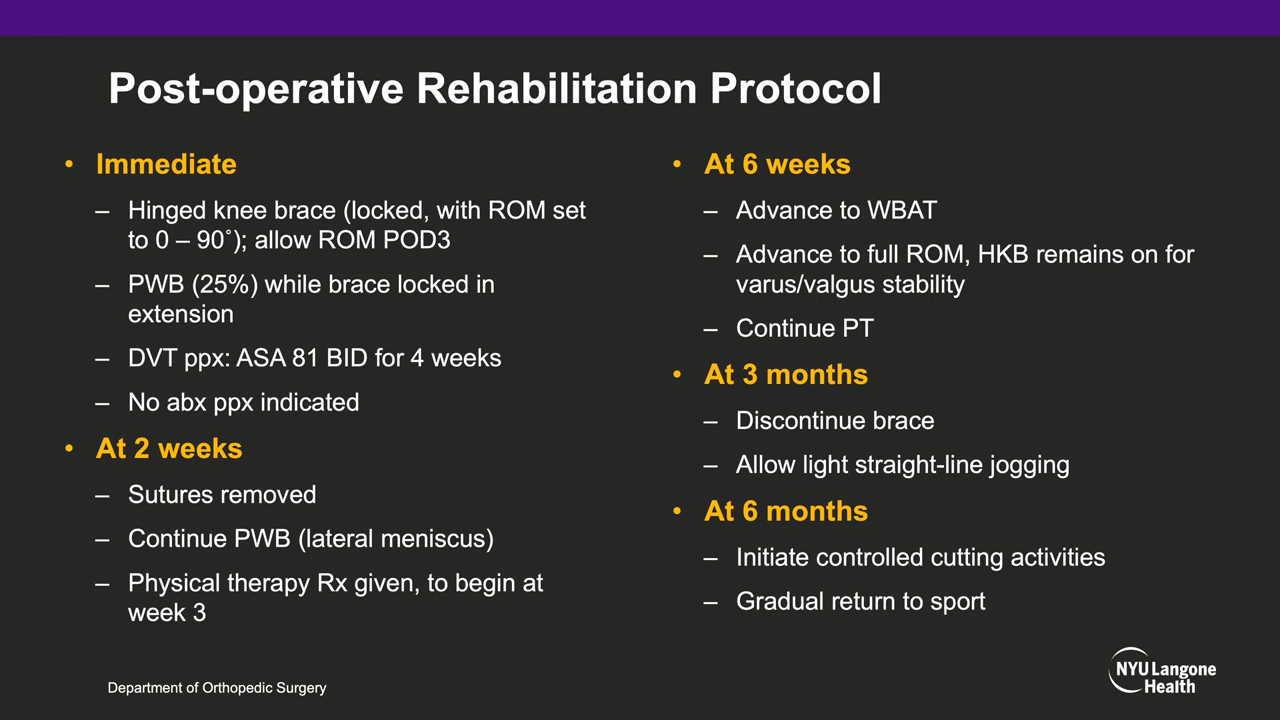 Post-operative Rehabilitation Protocol
• Immediate
– Hinged knee brace (locked, with ROM set
to 0 – 90˚); allow ROM POD3
– PWB (25%) while brace locked in
extension
– DVT ppx: ASA 81 BID for 4 weeks
– No abx ppx indicated
• At 2 weeks
– Sutures removed
– Continue PWB (lateral meniscus)
– Physical therapy Rx given, to begin at
week 3
• At 6 weeks
– Advance to WBAT
– Advance to full ROM, HKB remains on for
varus/valgus stability
– Continue PT
• At 3 months
– Discontinue brace
– Allow light straight-line jogging
• At 6 months
– Initiate controlled cutting activities
– Gradual return to sport
Department of Orthopedic Surgery
NYU Langone
Health